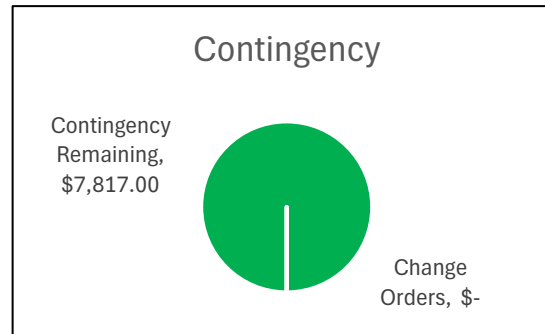 Contingency
Contingency
Remaining,
$7,817.00
Change
Orders, $-